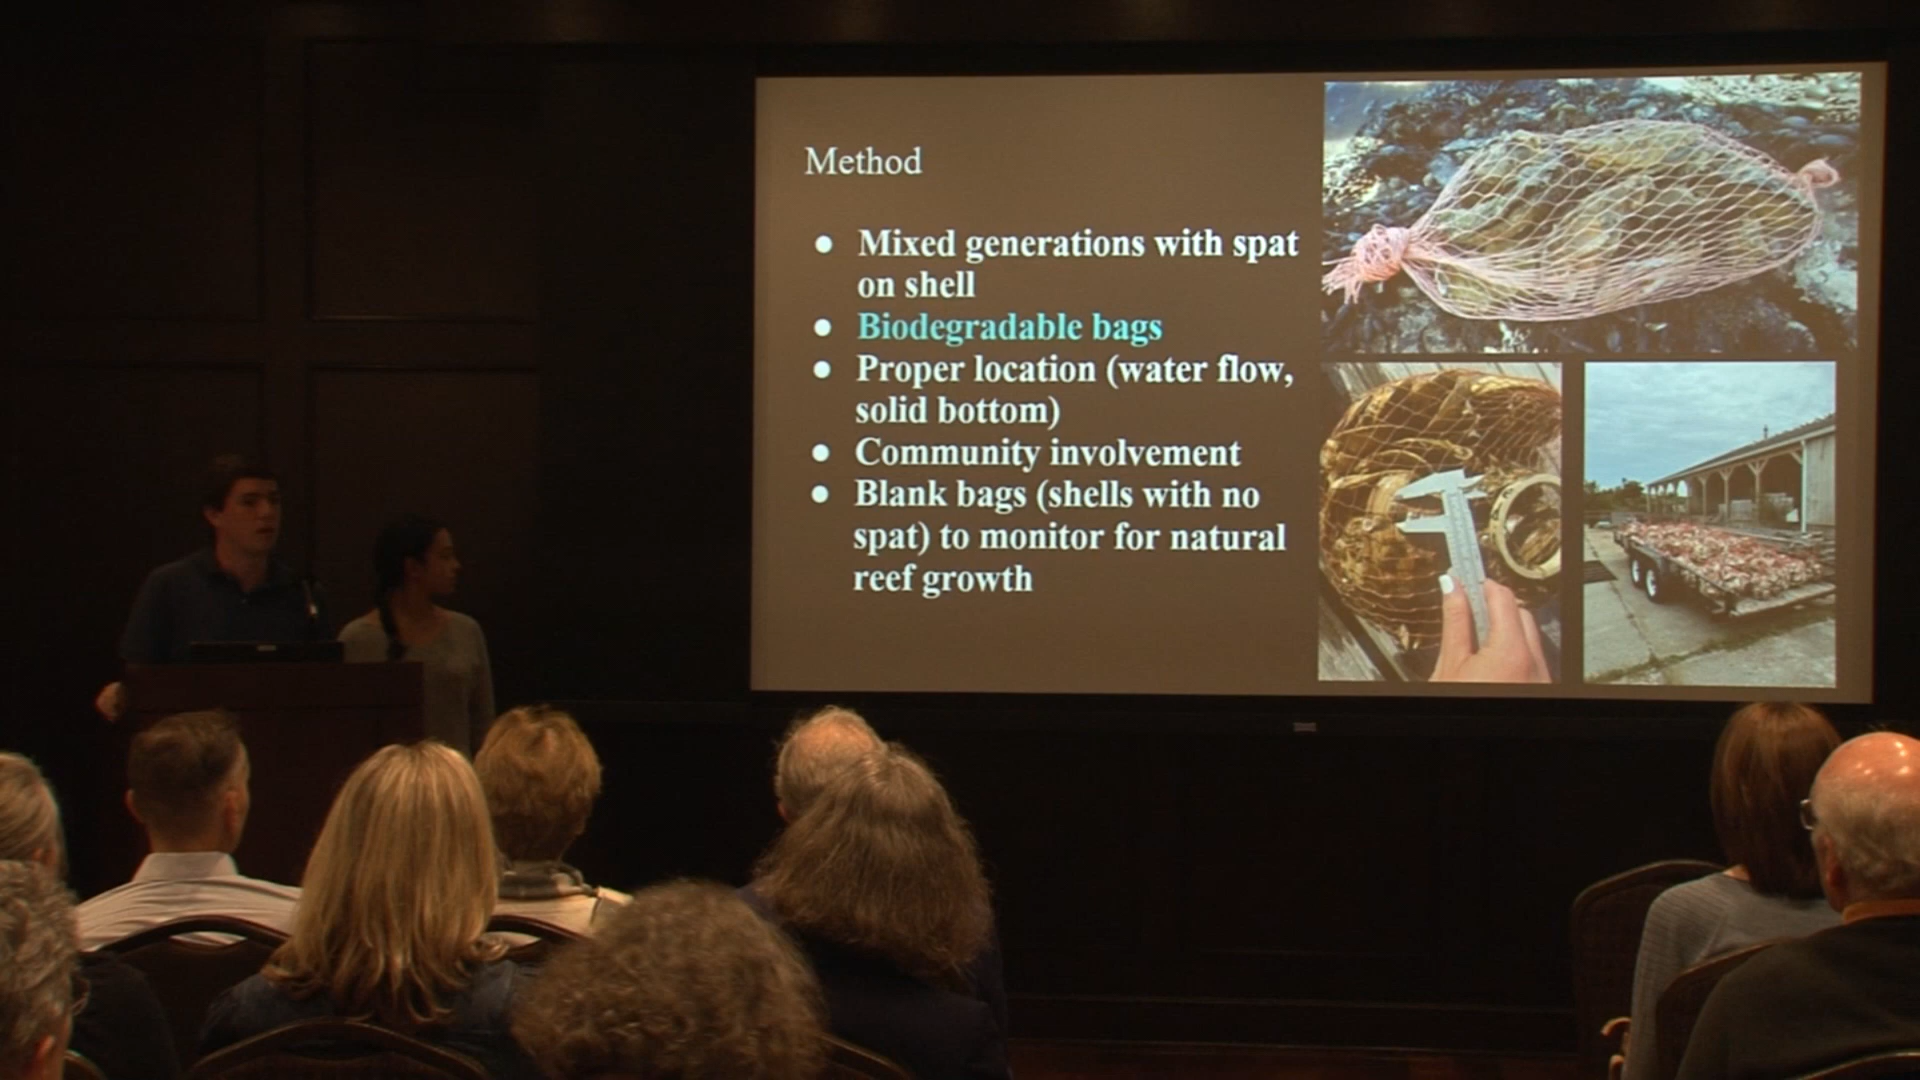 Method
● Mixed generations with spat
on shell
● Biodegradable bags
● Proper location (water flow,
solid bottom)
● Community involvement
● Blank bags (shells with no
spat) to monitor for natural
reef growth